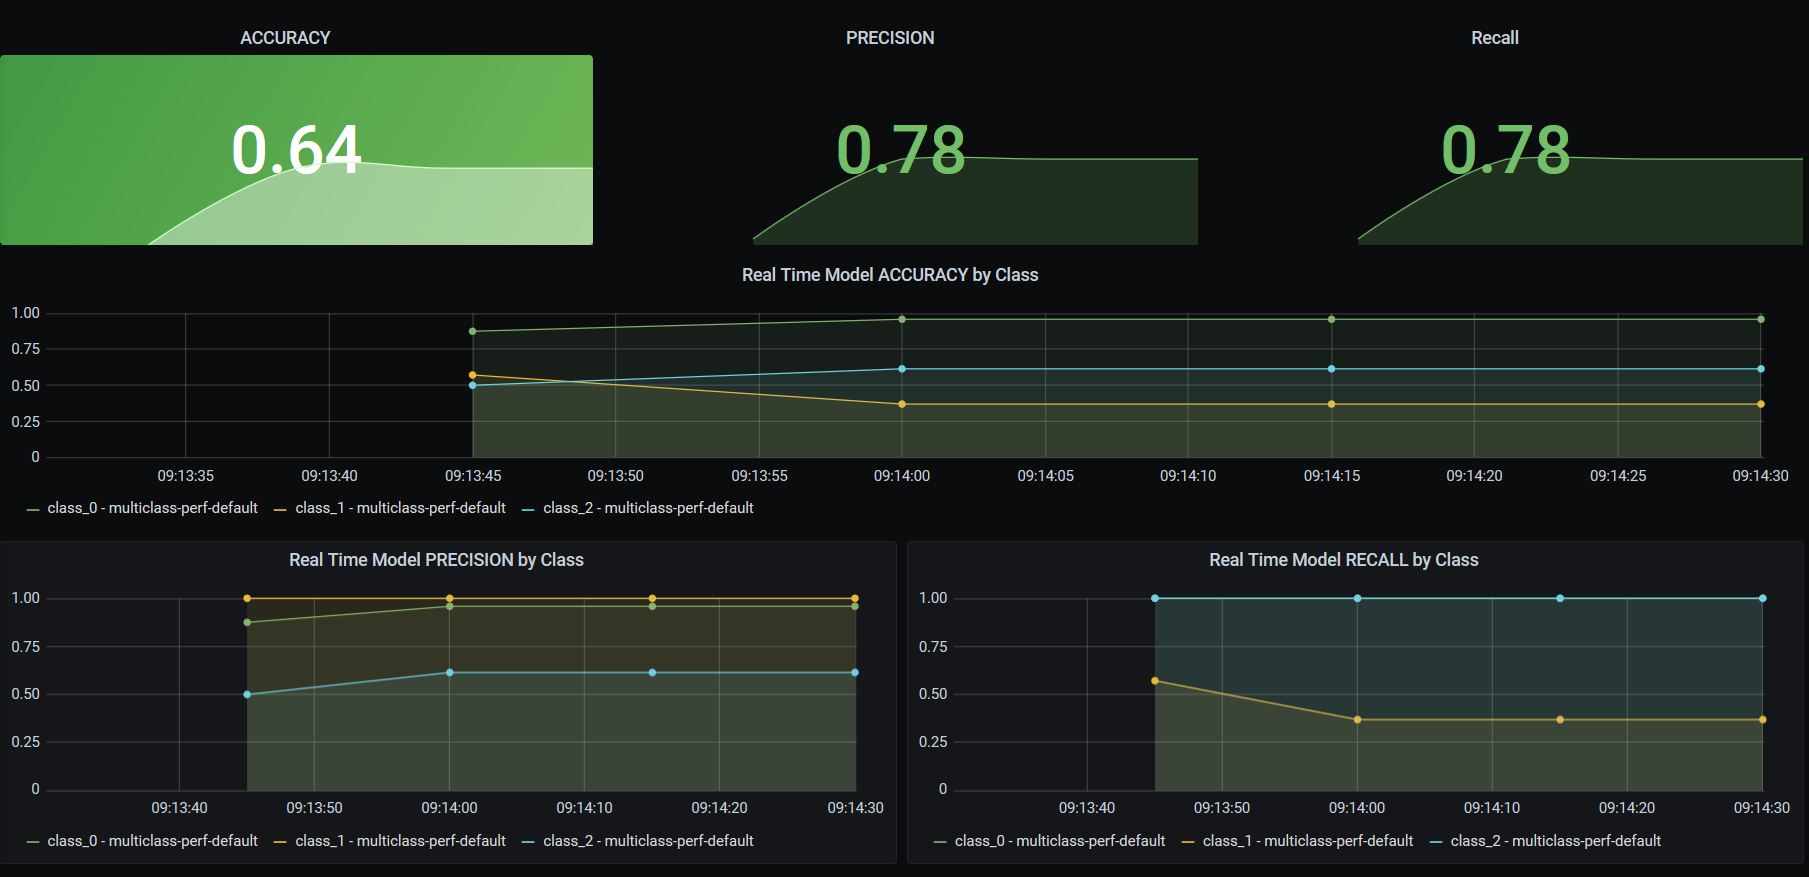 ACCURACY PRECISION Recall
0.64 0.78 0.78
Real Time Model ACCURACY by Class
1.00
0.75
0.50
0.25
0
09:13:35 09:13:40 09:13:45 09:13:50 09:13:55 09:14:00 09:14:05 09:14:10 09:14:15 09:14:20 09:14:25 09:14:30
class_0 - multiclass-perf-default class_1 - multiclass-perf-default class_2 - multiclass-perf-default
Real Time Model PRECISION by Class
1.00
0.75
0.50
0.25
0
09:13:40 09:13:50 09:14:00 09:14:10 09:14:20 09:14:30
class_0 - multiclass-perf-default class_1 - multiclass-perf-default class_2 - multiclass-perf-default
Real Time Model RECALL by Class
1.00
0.75
0.50
0.25
0
09:13:40 09:13:50 09:14:00 09:14:10 09:14:20 09:14:30
class_0 - multiclass-perf-default class_1 - multiclass-perf-default class_2 - multiclass-perf-default